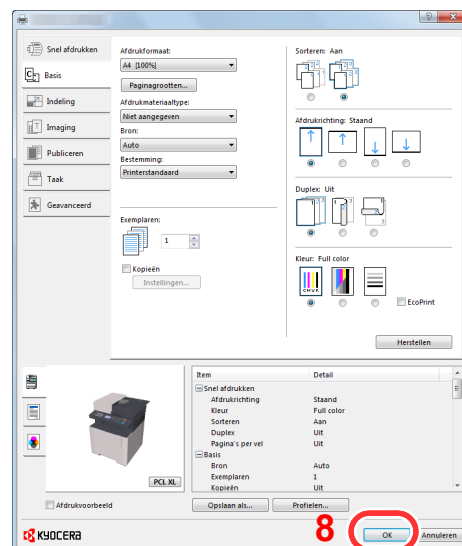 Snel afdrukken
Basis
Indeling
Imaging
Publiceren
Taak
Geavanceerd
Afdrukformaat:
A4 [100%]
Paginagrootten...
Afdrukmateriaaltype:
Niet aangegeven
Bron:
Auto
Bestemming:
Printerstandaard
Exemplaren:
1
Kopieën
Instellingen...
Sorteren: Aan
Afdrukrichting: Staand
Duplex: Uit
Kleur: Full color
CMYK
EcoPrint
Herstellen
PCL XL
Afdrukvoorbeeld
Item Detail
Snel afdrukken
Afdrukrichting Staand
Kleur Full color
Sorteren Aan
Duplex Uit
Pagina's per vel Uit
Basis
Bron Auto
Exemplaren 1
Kopieën Uit
Opslaan als... Profielen...
KYOCERA
8
OK Annuleren